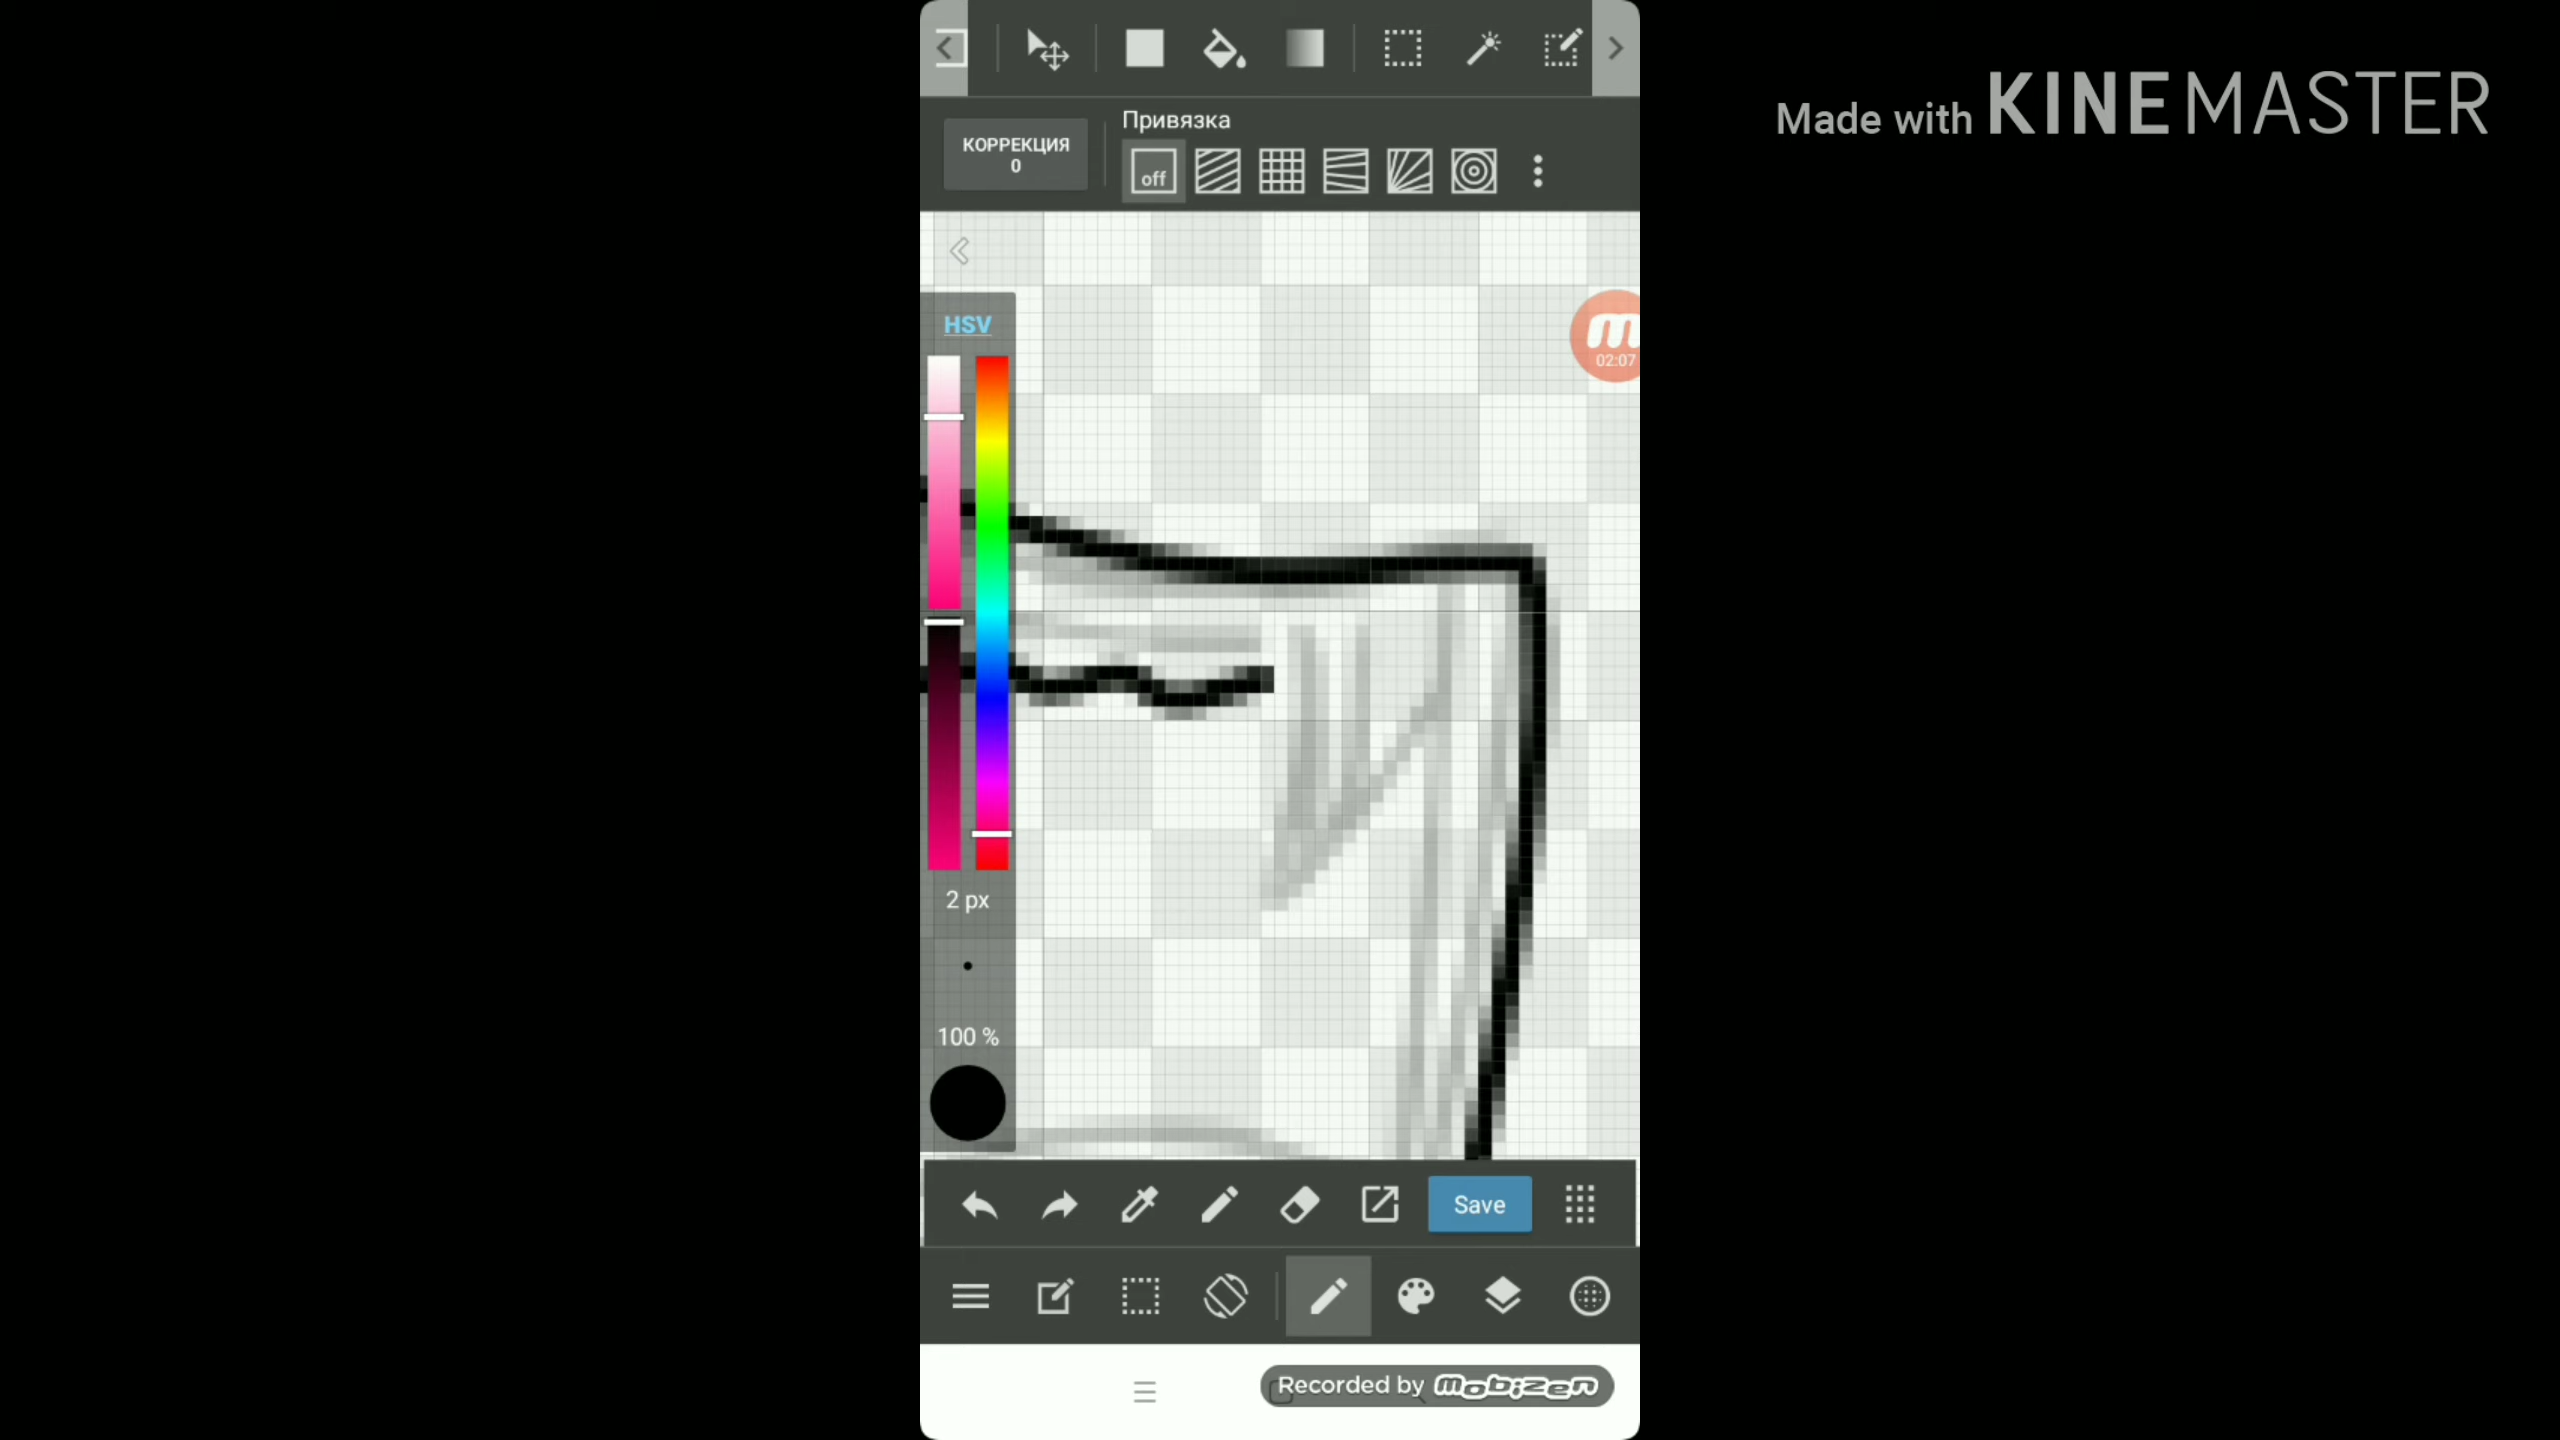 Made with KINEMASTER
Привязка
КОРРЕКЦИЯ
0
off
HSV
02:07
2 px
100 %
Save
Recorded by mobizen